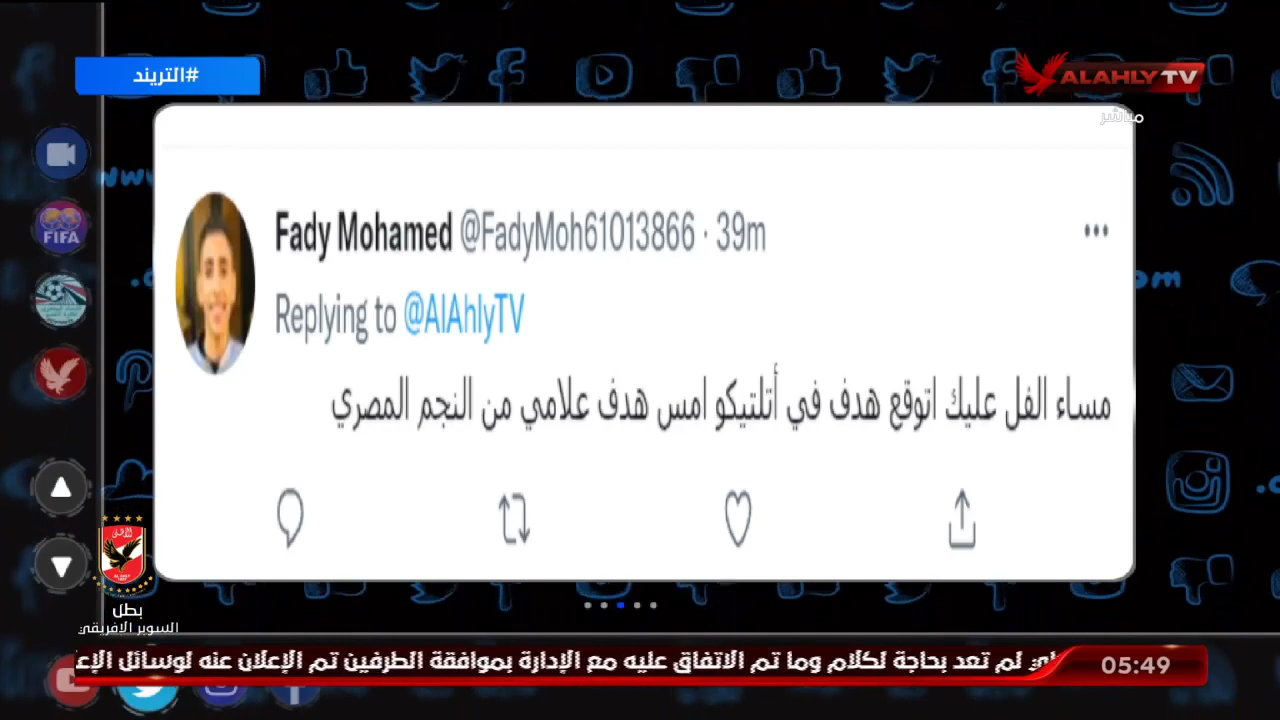 #التريند
ALAHLY TV
مباشر
FIFA
Fady Mohamed @FadyMoh61013866 · 39m
Replying to @AlAhlyTV
مساء الفل عليك اتوقع هدف في أتلتيكو امس هدف علامي من النجم المصري
بطل
السوبر الافريقي
لم تعد بحاجة لكلام وما تم الاتفاق عليه مع الإدارة بموافقة الطرفين تم الإعلان عنه لوسائل
05:49